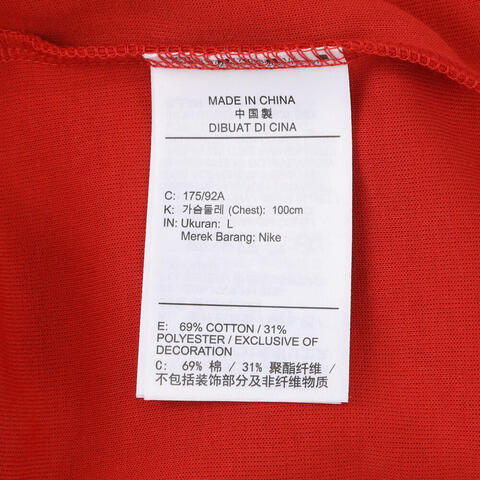 MADE IN CHINA
中国製
DIBUAT DI CINA
C: 175/92A
K: 가슴둘레 (Chest): 100cm
IN: Ukuran: L
Merek Barang: Nike
E: 69% COTTON / 31%
POLYESTER / EXCLUSIVE OF
DECORATION
C: 69% 棉 / 31% 聚酯纤维 /
不包括装饰部分及非纤维物质